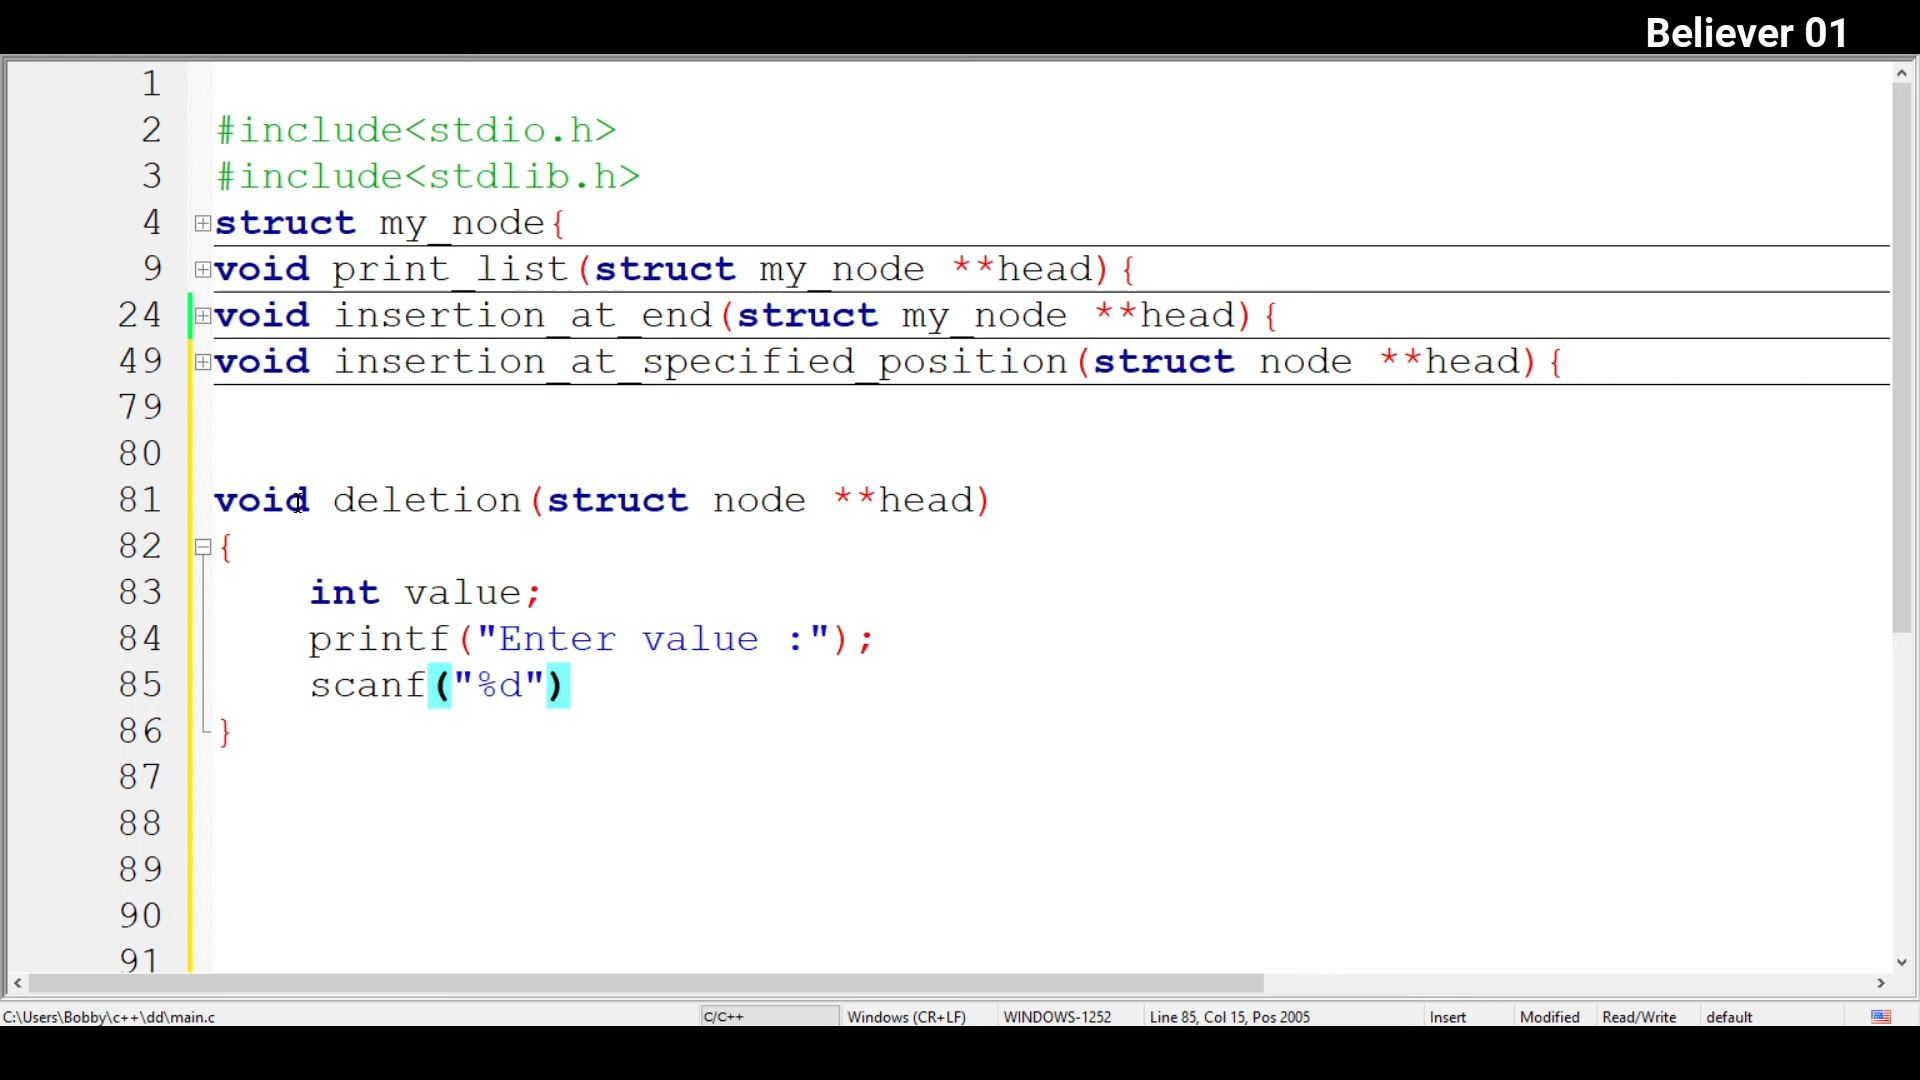 Believer 01
1
2 #include<stdio.h>
3 #include<stdlib.h>
4 struct my_node{
9 void print_list(struct my_node **head){
24 void insertion_at_end(struct my_node **head){
49 void insertion_at_specified_position(struct node **head){
79
80
81 void deletion(struct node **head)
82 {
83 int value;
84 printf("Enter value :");
85 scanf("%d")
86 }
87
88
89
90
91
C:\Users\Bobby\c++\dd\main.c C/C++ Windows (CR+LF) WINDOWS-1252 Line 85, Col 15, Pos 2005 Insert Modified Read/Write default